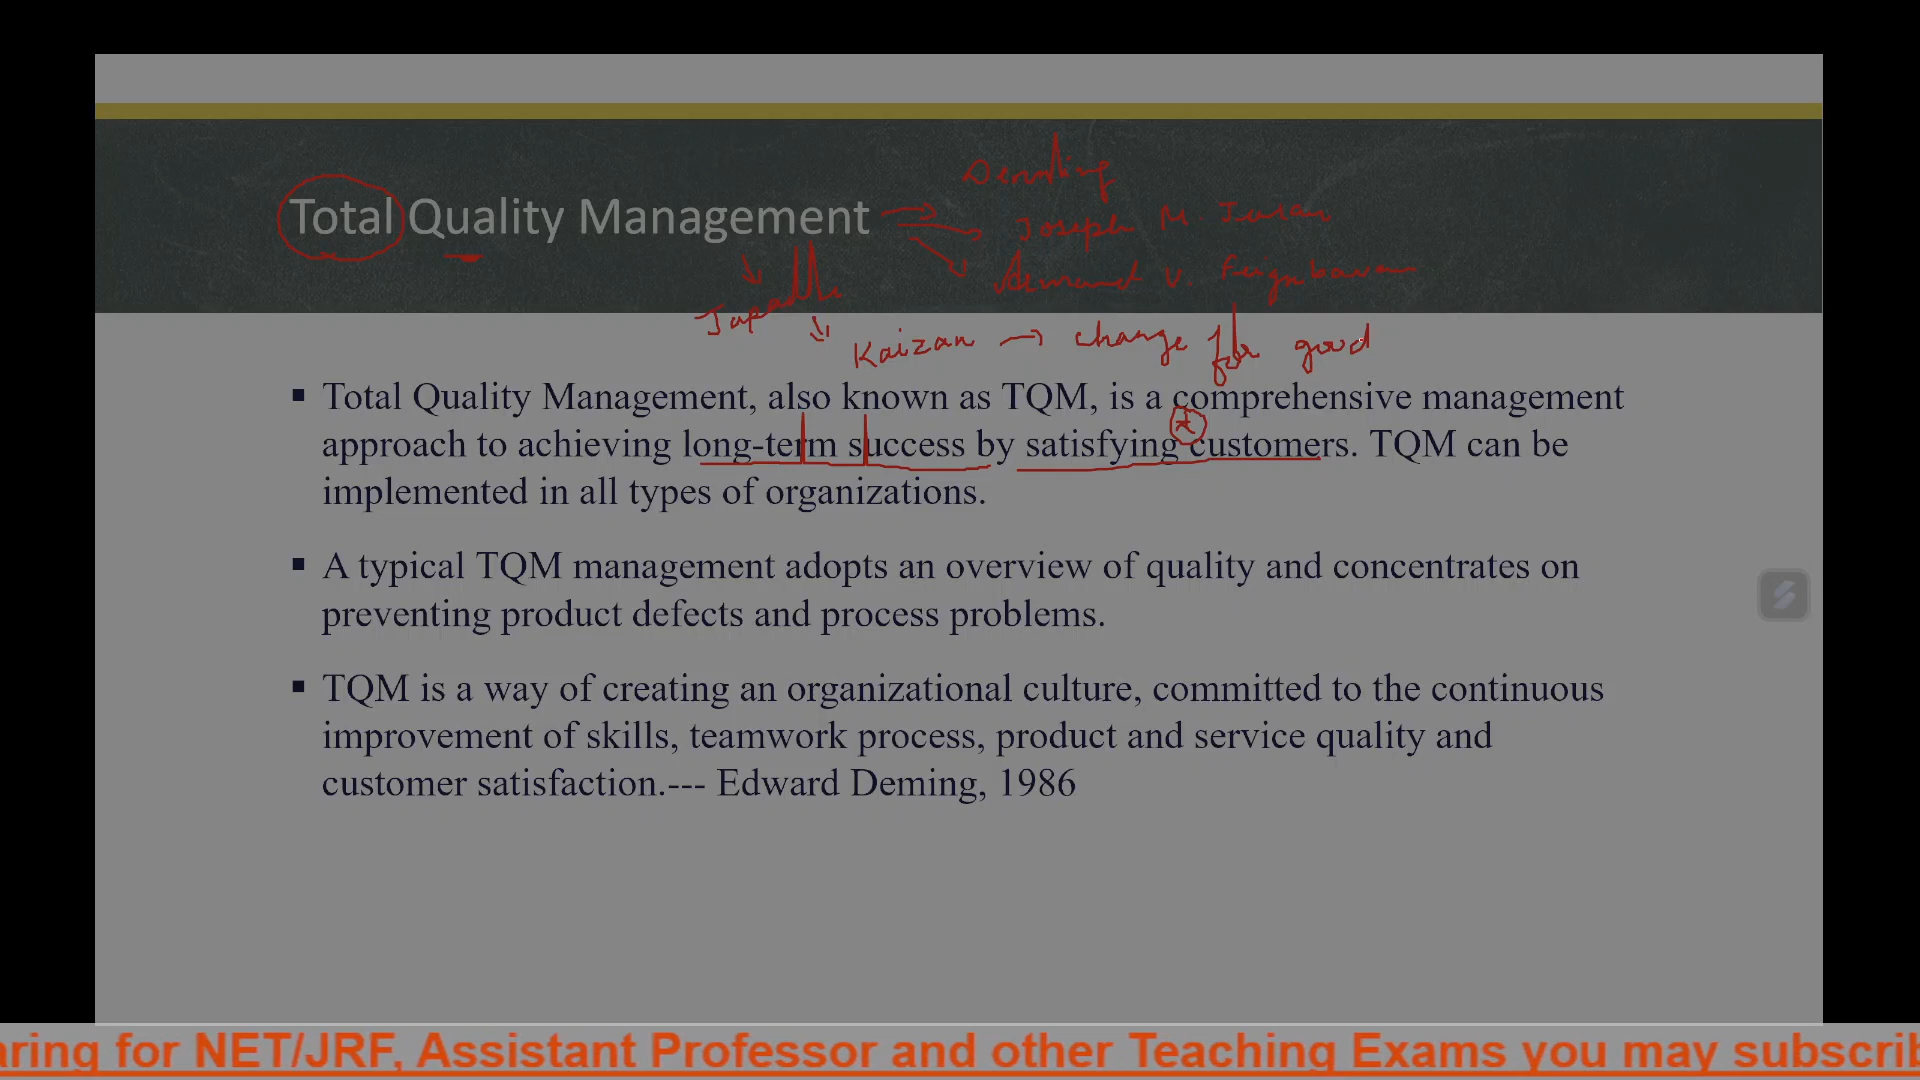 Deming
Total Quality Management
Joseph M. Juran
Armand V. Feigenbaum
Japan
Kaizan → change for good
▪ Total Quality Management, also known as TQM, is a comprehensive management
approach to achieving long-term success by satisfying customers. TQM can be
implemented in all types of organizations.
▪ A typical TQM management adopts an overview of quality and concentrates on
preventing product defects and process problems.
▪ TQM is a way of creating an organizational culture, committed to the continuous
improvement of skills, teamwork process, product and service quality and
customer satisfaction.--- Edward Deming, 1986
aring for NET/JRF, Assistant Professor and other Teaching Exams you may subscrib